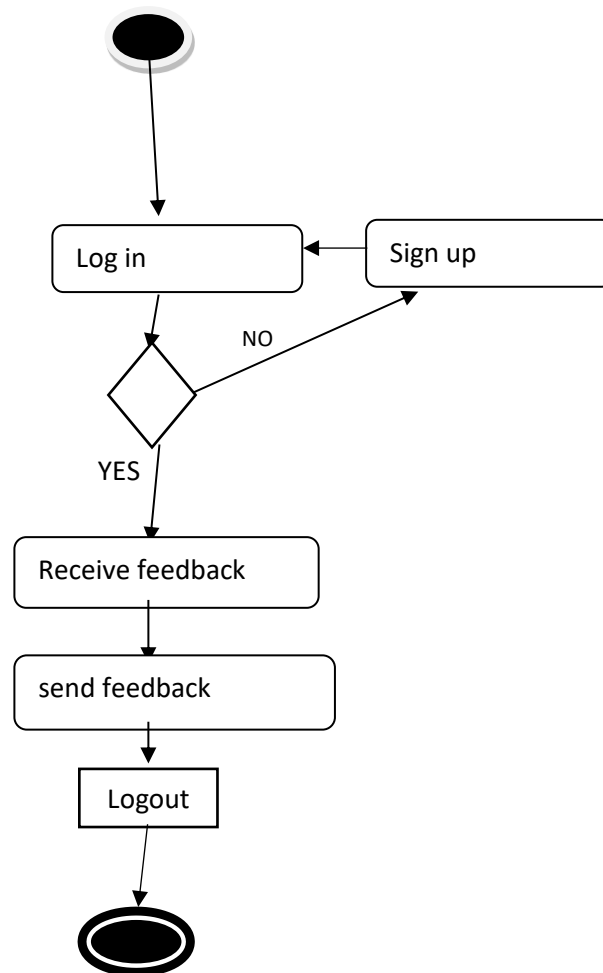 Log in
Sign up
NO
YES
Receive feedback
send feedback
Logout